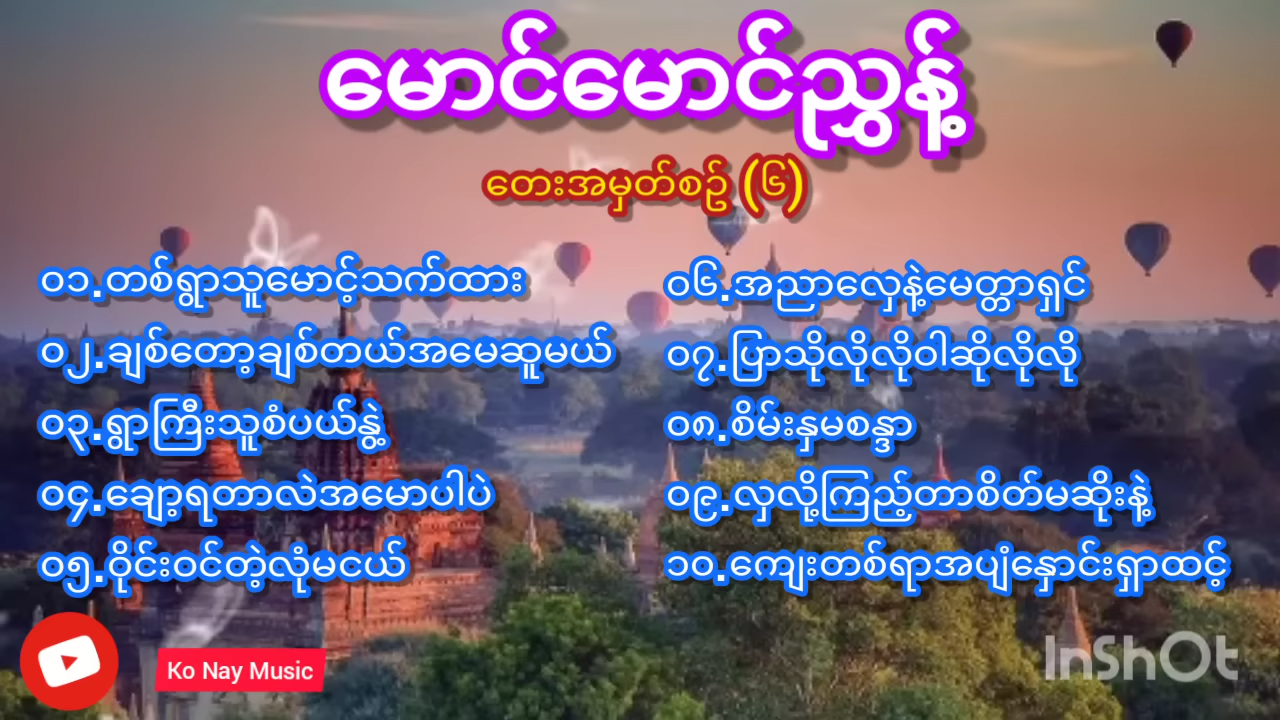 မောင်မောင်ညွှန့်
တေးအမှတ်စဥ် (၆)
၀၁.တစ်ရွာသူမောင့်သက်ထား
၀၂.ချစ်တော့ချစ်တယ်အမေဆူမယ်
၀၃.ရွာကြီးသူစံပယ်နွဲ့
၀၄.ချော့ရတာလဲအမောပါပဲ
၀၅.ဝိုင်းဝင်တဲ့လုံမငယ်
၀၆.အညာလှေနဲ့မေတ္တာရှင်
၀၇.ပြာသိုလိုလိုဝါဆိုလိုလို
၀၈.စိမ်းနှမစန္ဒာ
၀၉.လှလို့ကြည့်တာစိတ်မဆိုးနဲ့
၁၀.ကျေးတစ်ရာအပျံနှောင်းရှာထင့်
Ko Nay Music
InShOt